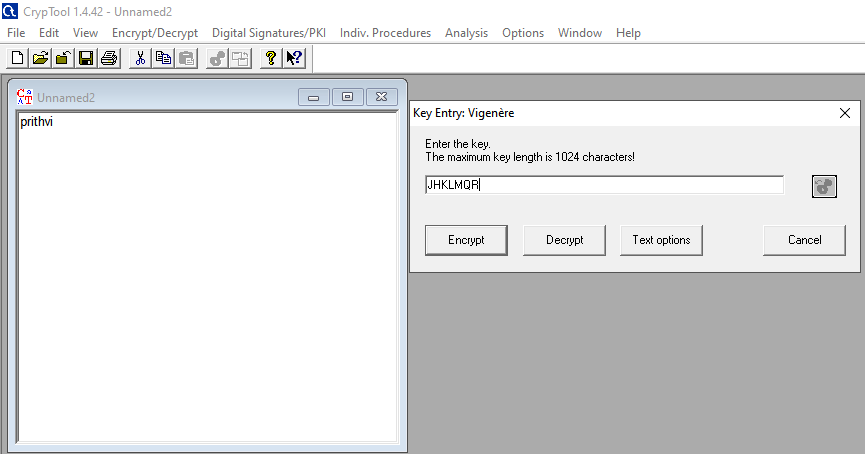 CrypTool 1.4.42 - Unnamed2
File Edit View Encrypt/Decrypt Digital Signatures/PKI Indiv. Procedures Analysis Options Window Help
Unnamed2
prithvi
Key Entry: Vigenère
Enter the key.
The maximum key length is 1024 characters!
JHKLMQR
Encrypt Decrypt Text options Cancel